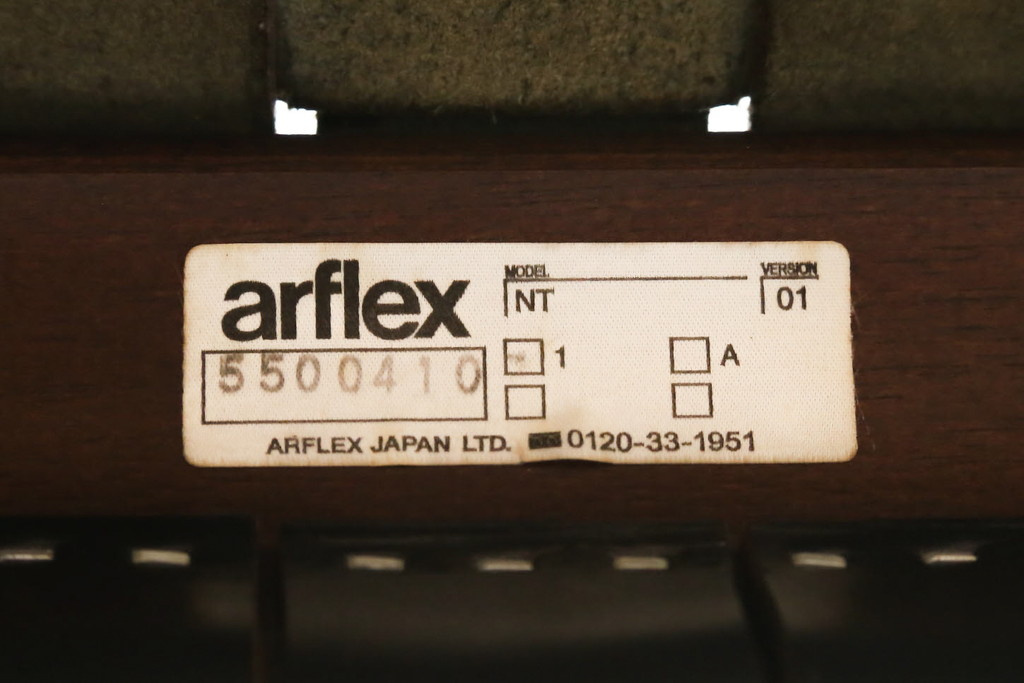 arflex
MODEL
NT
VERSION
01
5500410
1
A
ARFLEX JAPAN LTD. 0120-33-1951